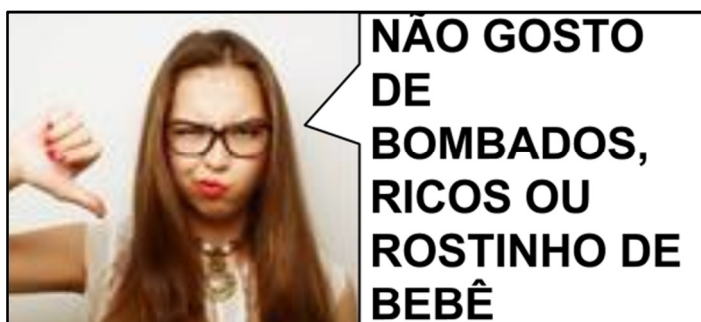 NÃO GOSTO
DE
BOMBADOS,
RICOS OU
ROSTINHO DE
BEBÊ